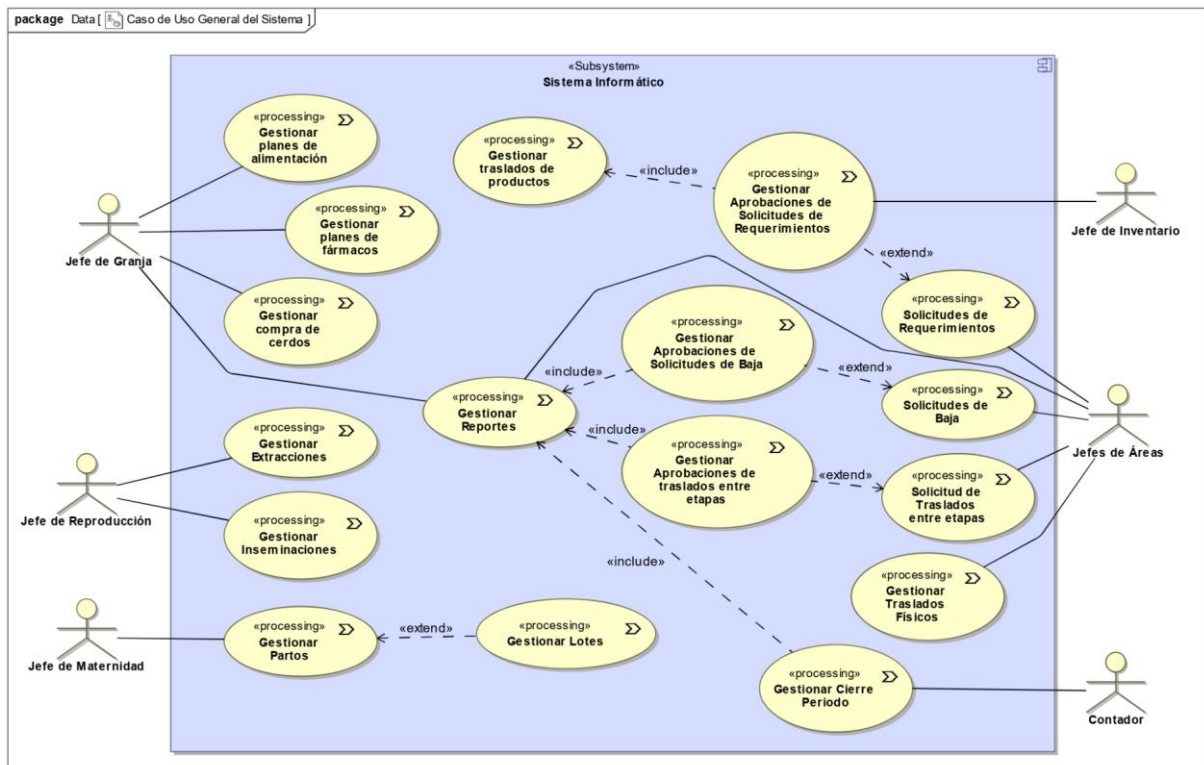 package Data [ Caso de Uso General del Sistema ]
«Subsystem»
Sistema Informático
«processing»
Gestionar
planes de
alimentación
«processing»
Gestionar
traslados de
productos
«include»
«processing»
Gestionar
Aprobaciones de
Solicitudes de
Requerimientos
Jefe de Inventario
Jefe de Granja
«processing»
Gestionar
planes de
fármacos
«extend»
«processing»
Gestionar
compra de
cerdos
«processing»
Solicitudes de
Requerimientos
«processing»
Gestionar
Aprobaciones de
Solicitudes de Baja
«include»
«extend»
«processing»
Gestionar
Reportes
«processing»
Solicitudes de
Baja
Jefes de Áreas
«processing»
Gestionar
Extracciones
«include»
«processing»
Gestionar
Aprobaciones de
traslados entre
etapas
«extend»
«processing»
Solicitud de
Traslados
entre etapas
Jefe de Reproducción
«processing»
Gestionar
Inseminaciones
«include»
«processing»
Gestionar
Traslados
Físicos
Jefe de Maternidad
«processing»
Gestionar
Partos
«extend»
«processing»
Gestionar Lotes
«processing»
Gestionar Cierre
Periodo
Contador